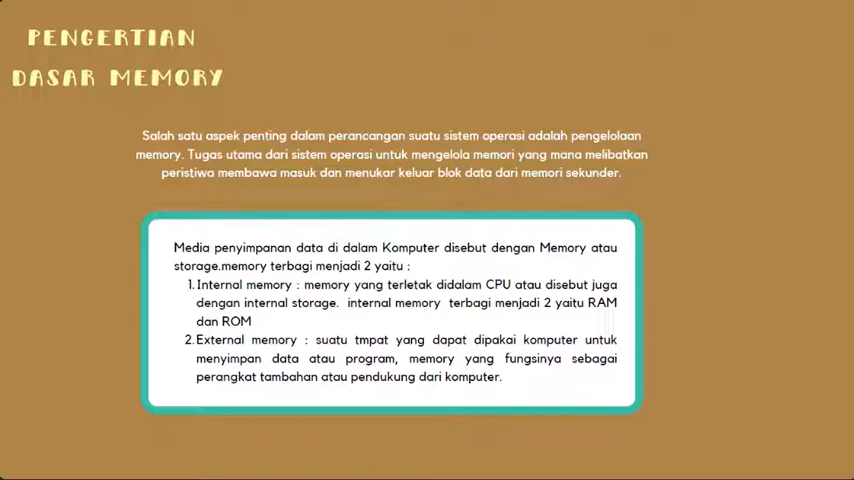 PENGERTIAN
DASAR MEMORY
Salah satu aspek penting dalam perancangan suatu sistem operasi adalah pengelolaan
memory. Tugas utama dari sistem operasi untuk mengelola memori yang mana melibatkan
peristiwa membawa masuk dan menukar keluar blok data dari memori sekunder.
Media penyimpanan data di dalam Komputer disebut dengan Memory atau
storage.memory terbagi menjadi 2 yaitu :
1. Internal memory : memory yang terletak didalam CPU atau disebut juga
dengan internal storage. internal memory terbagi menjadi 2 yaitu RAM
dan ROM
2. External memory : suatu tmpat yang dapat dipakai komputer untuk
menyimpan data atau program, memory yang fungsinya sebagai
perangkat tambahan atau pendukung dari komputer.